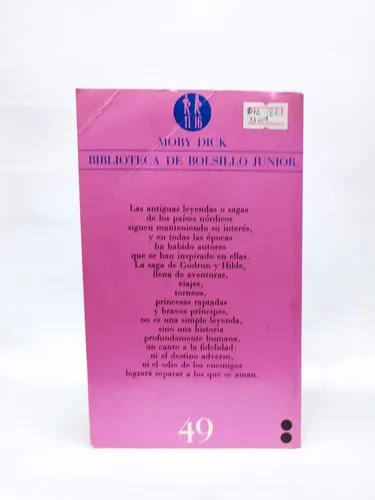 11 16
MOBY DICK
BIBLIOTECA DE BOLSILLO JUNIOR
Las antiguas leyendas o sagas
de los países nórdicos
siguen manteniendo su interés,
y en todas las épocas
ha habido autores
que se han inspirado en ellas.
La saga de Gudrun y Hilde,
llena de aventuras,
viajes,
torneos,
princesas raptadas
y bravos príncipes,
no es una simple leyenda,
sino una historia
profundamente humana,
un canto a la fidelidad:
ni el destino adverso,
ni el odio de los enemigos
logrará separar a los que se aman.
49